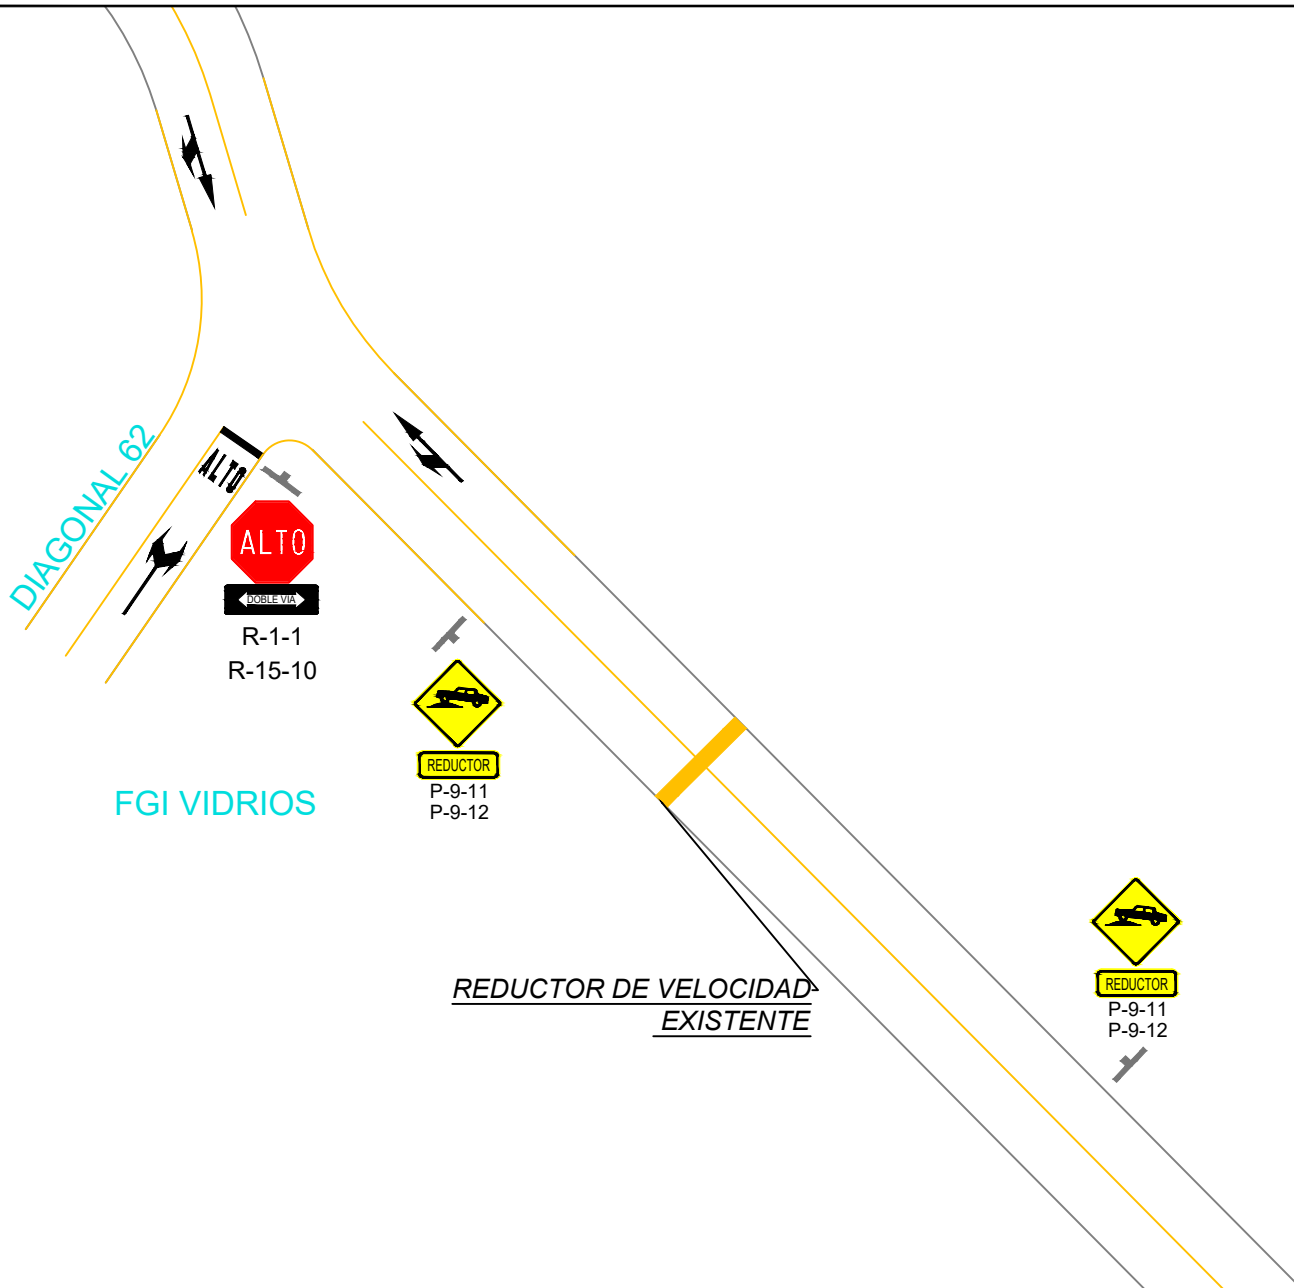 DIAGONAL 62
ALTO
ALTO
DOBLE VIA
R-1-1
R-15-10
REDUCTOR
P-9-11
P-9-12
FGI VIDRIOS
REDUCTOR DE VELOCIDAD
EXISTENTE
REDUCTOR
P-9-11
P-9-12